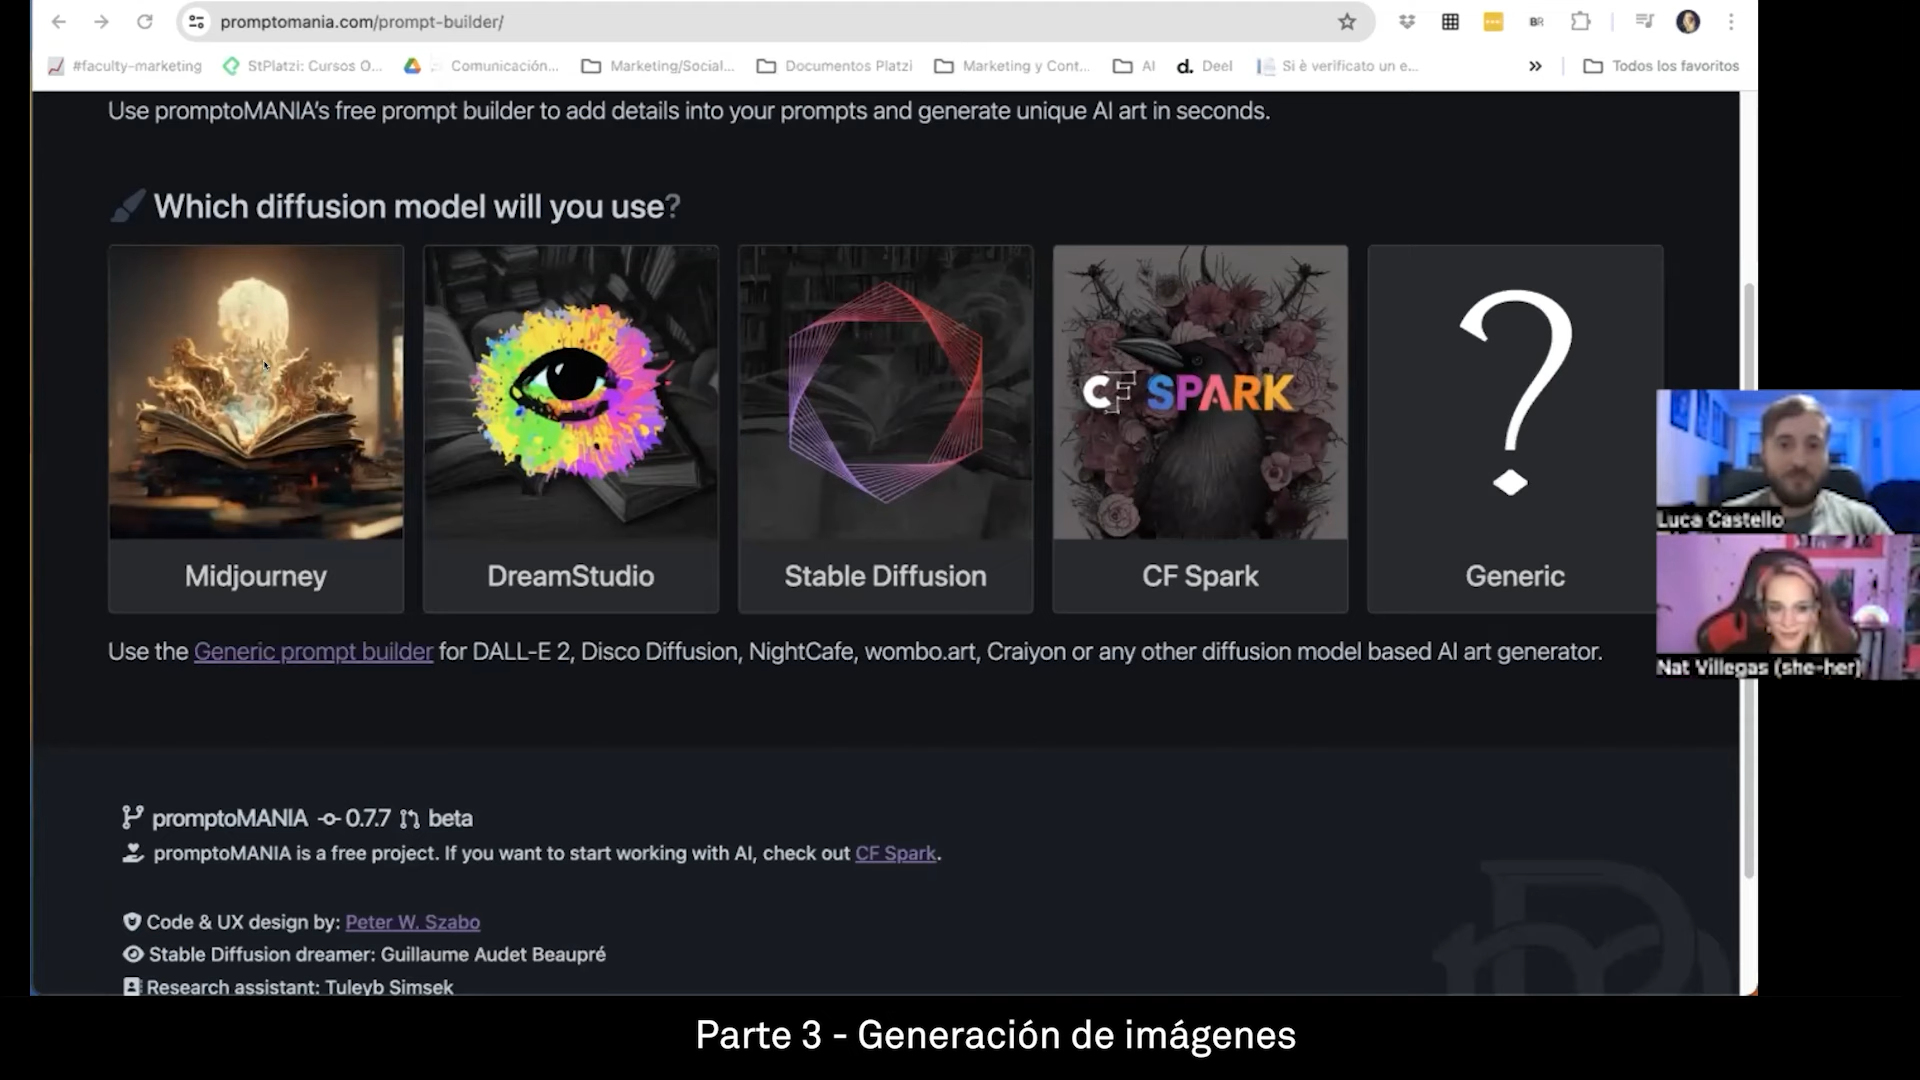 promptomania.com/prompt-builder/
BR
#faculty-marketing
StPlatzi: Cursos O...
Comunicación...
Marketing/Social...
Documentos Platzi
Marketing y Cont...
AI
d. Deel
Si è verificato un e...
»
Todos los favoritos
Use promptoMANIA's free prompt builder to add details into your prompts and generate unique AI art in seconds.
Which diffusion model will you use?
CF SPARK
?
Midjourney
DreamStudio
Stable Diffusion
CF Spark
Generic
Luca Castello
Nat Villegas (she-her)
Use the Generic prompt builder for DALL-E 2, Disco Diffusion, NightCafe, wombo.art, Craiyon or any other diffusion model based AI art generator.
promptoMANIA 0.7.7 beta
promptoMANIA is a free project. If you want to start working with AI, check out CF Spark.
Code & UX design by: Peter W. Szabo
Stable Diffusion dreamer: Guillaume Audet Beaupré
Research assistant: Tuleyb Simsek
Parte 3 - Generación de imágenes